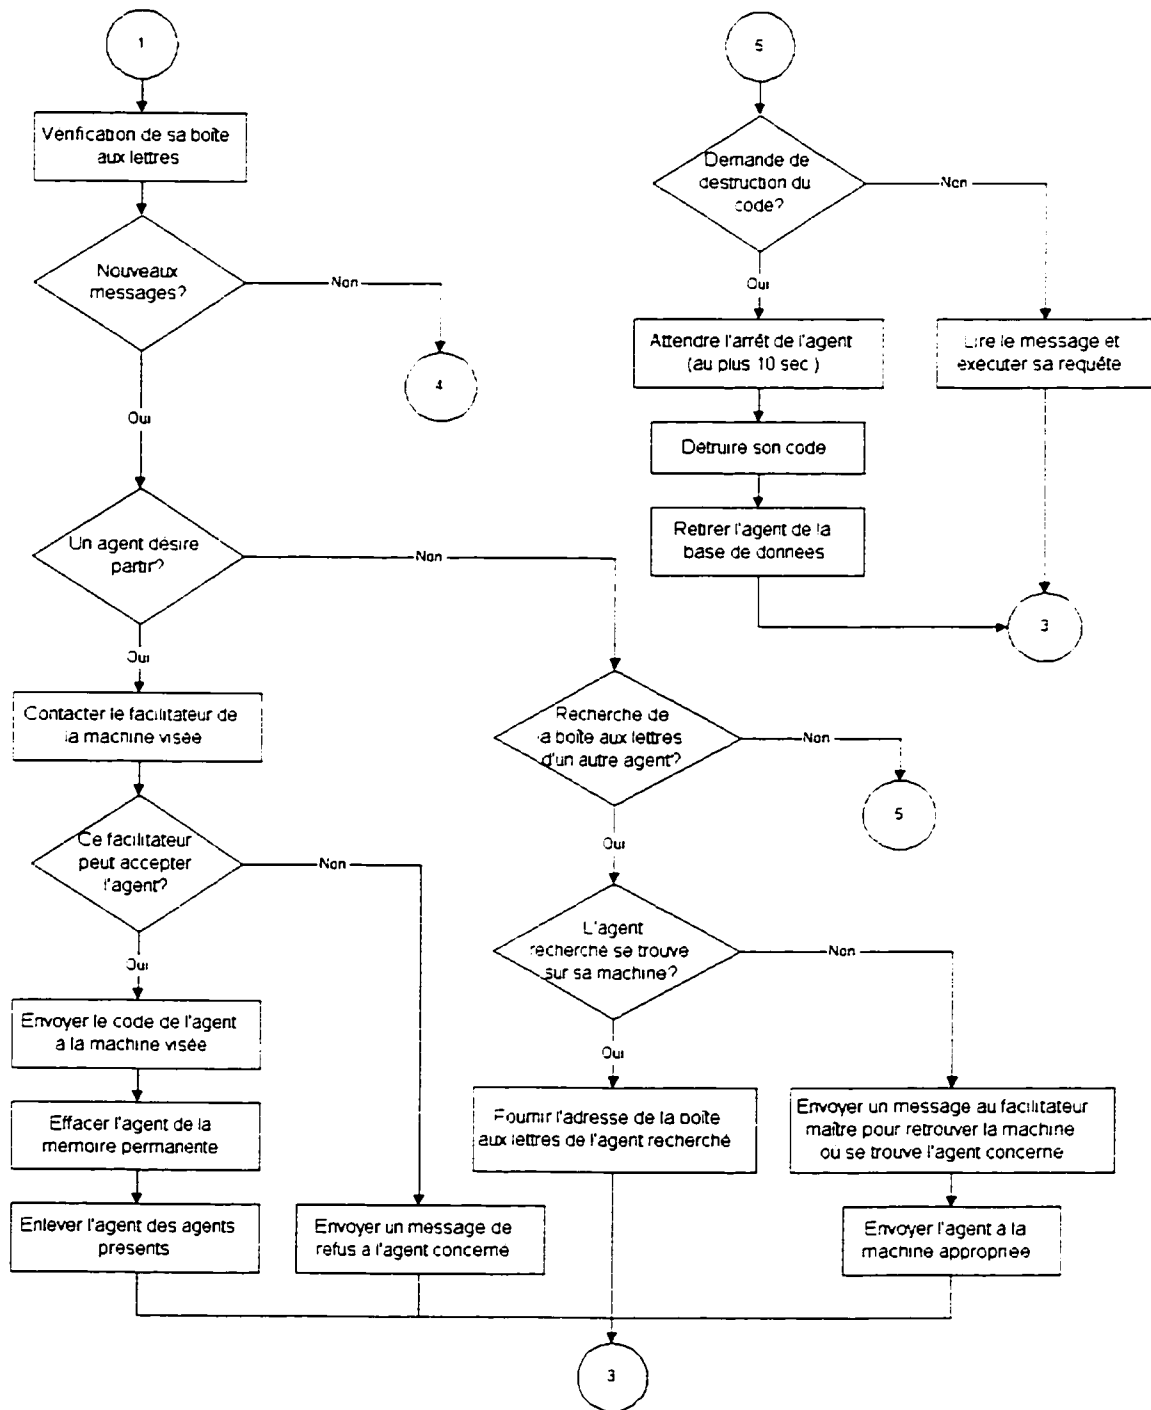 1
Vérification de sa boîte
aux lettres
Nouveaux
messages?
Non
4
Oui
Un agent désire
partir?
Non
Oui
Contacter le facilitateur de
la machine visée
Ce facilitateur
peut accepter
l'agent?
Non
Oui
Envoyer le code de l'agent
à la machine visée
Effacer l'agent de la
mémoire permanente
Enlever l'agent des agents
présents
Envoyer un message de
refus à l'agent concerné
Recherche de
la boîte aux lettres
d'un autre agent?
Non
5
Oui
L'agent
recherché se trouve
sur sa machine?
Non
Oui
Fournir l'adresse de la boîte
aux lettres de l'agent recherché
Envoyer un message au facilitateur
maître pour retrouver la machine
où se trouve l'agent concerné
Envoyer l'agent à la
machine appropriée
3
5
Demande de
destruction du
code?
Non
Oui
Attendre l'arrêt de l'agent
(au plus 10 sec.)
Détruire son code
Retirer l'agent de la
base de données
Lire le message et
exécuter sa requête
3